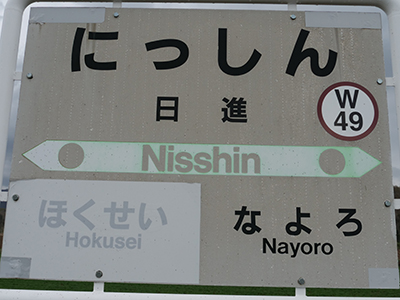 にっしん
日進
W
49
Nisshin
ほくせい
Hokusei
なよろ
Nayoro